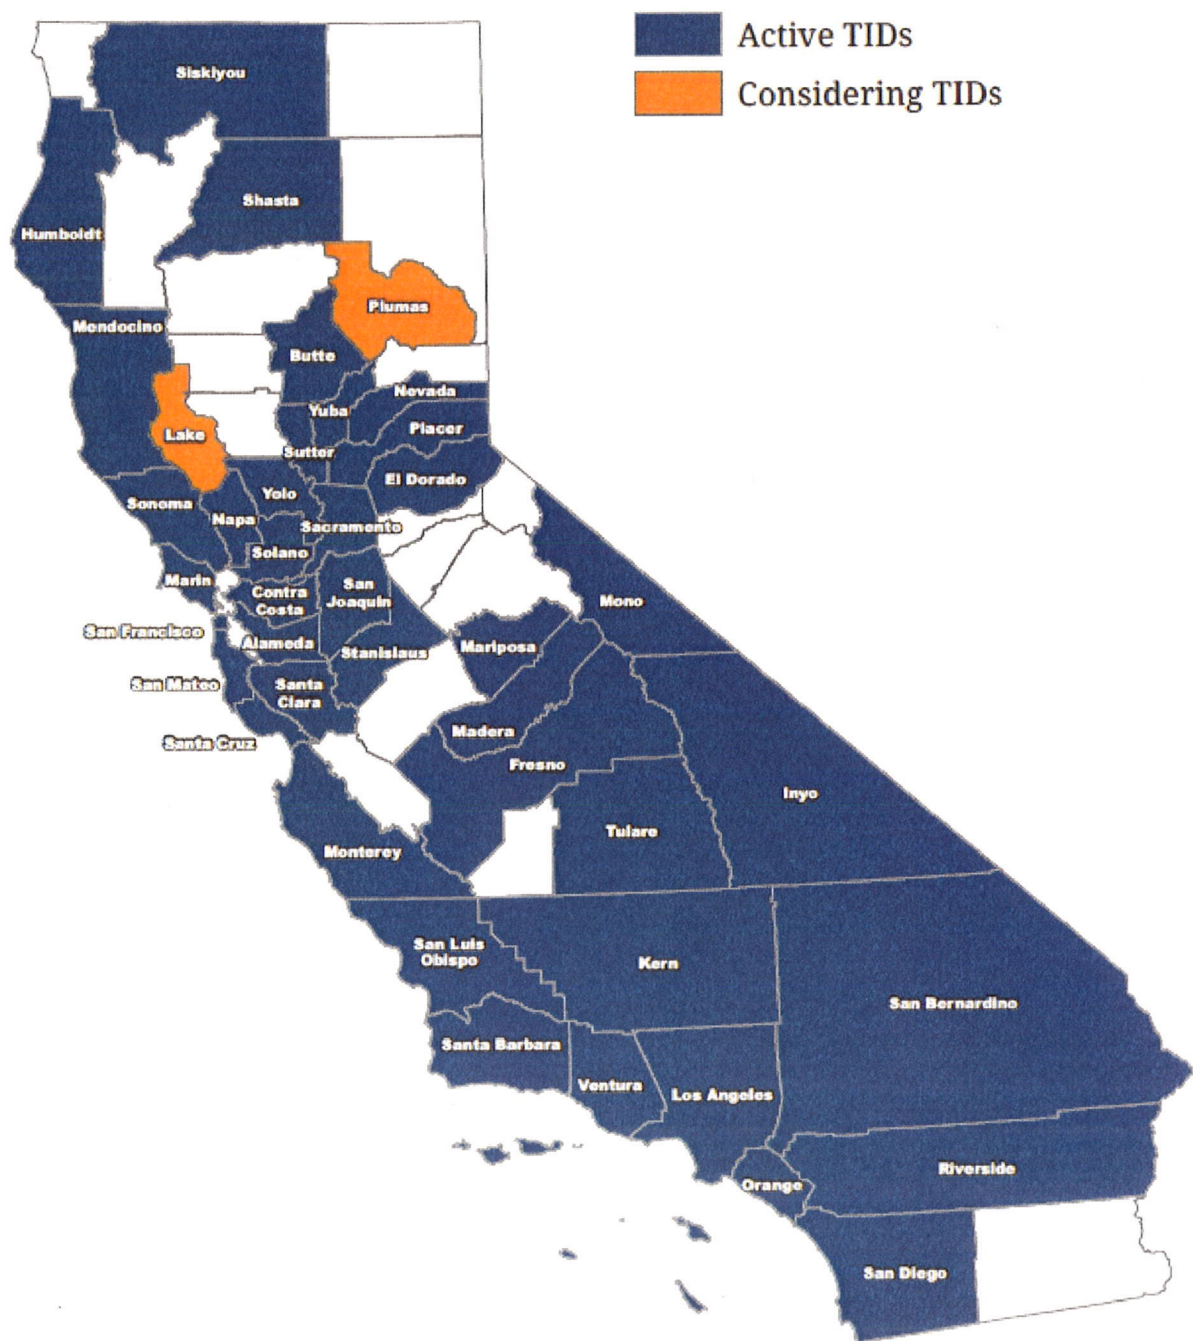 Active TIDs
Considering TIDs
Siskiyou
Shasta
Humboldt
Plumas
Mendocino
Butte
Nevada
Yuba
Placer
Lake
Sutter
El Dorado
Yolo
Sonoma
Napa
Sacramento
Solano
Marin
Contra
Costa
San
Joaquin
Mono
San Francisco
Alameda
Stanislaus
Mariposa
San Mateo
Santa
Clara
Madera
Santa Cruz
Fresno
Inyo
Tulare
Monterey
San Luis
Obispo
Kern
San Bernardino
Santa Barbara
Ventura
Los Angeles
Riverside
Orange
San Diego